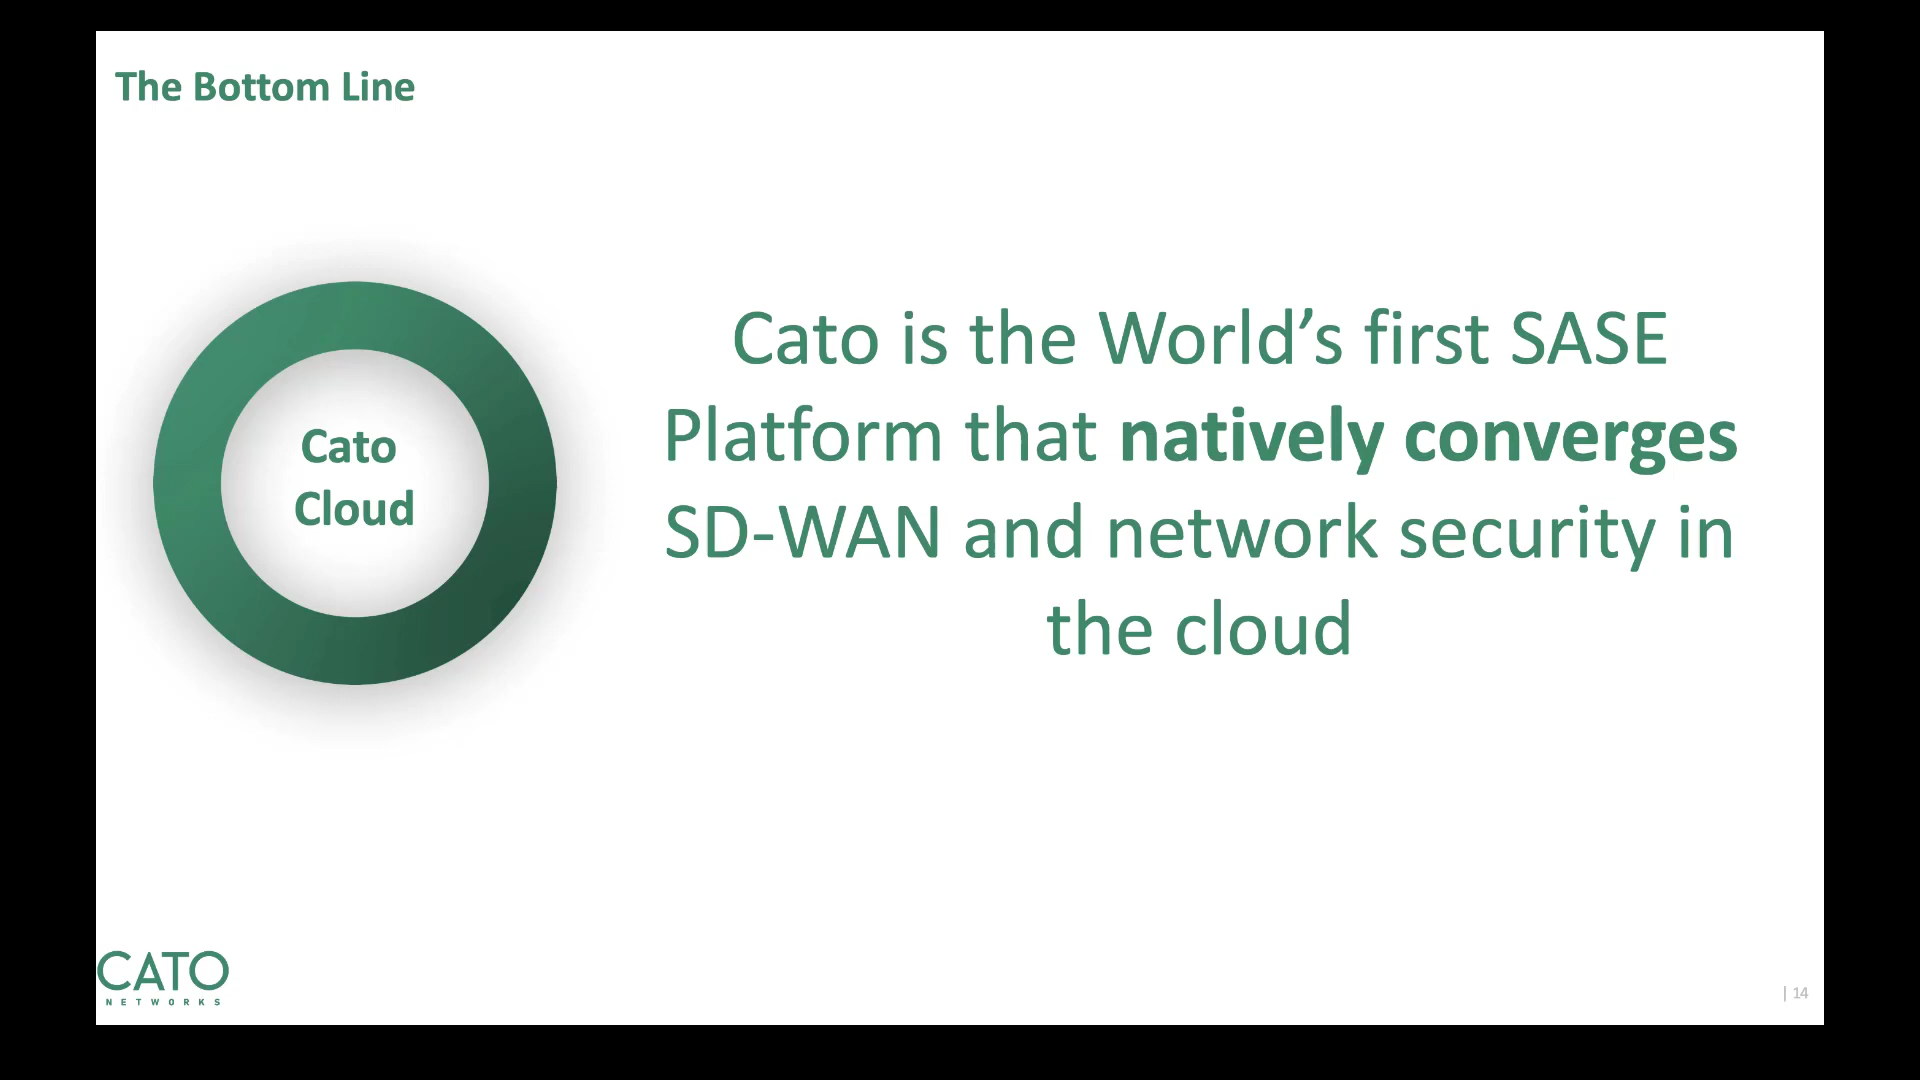 The Bottom Line
Cato
Cloud
Cato is the World’s first SASE
Platform that natively converges
SD-WAN and network security in
the cloud
CATO
NETWORKS
| 14